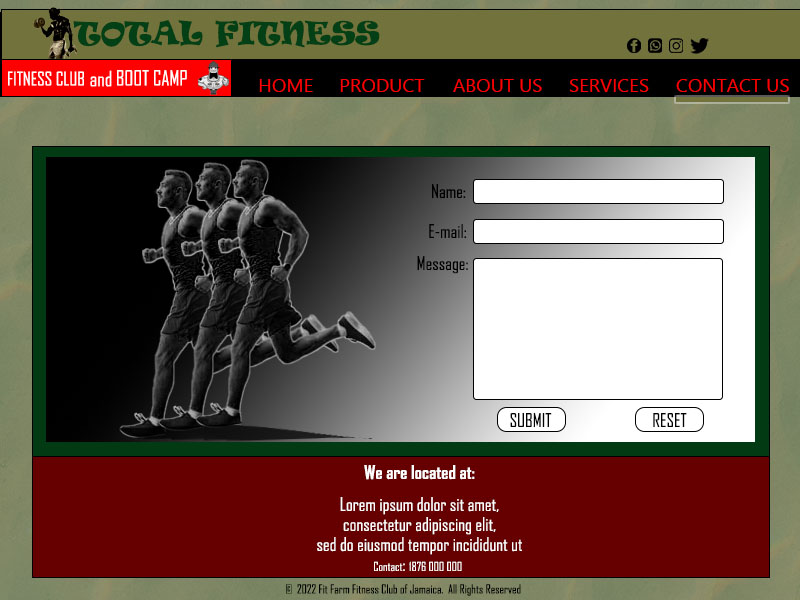 TOTAL FITNESS
FITNESS CLUB and BOOT CAMP
HOME PRODUCT ABOUT US SERVICES CONTACT US
Name:
E-mail:
Message:
SUBMIT RESET
We are located at:
Lorem ipsum dolor sit amet,
consectetur adipiscing elit,
sed do eiusmod tempor incididunt ut
Contact: 1876 000 000
© 2022 Fit Farm Fitness Club of Jamaica. All Rights Reserved